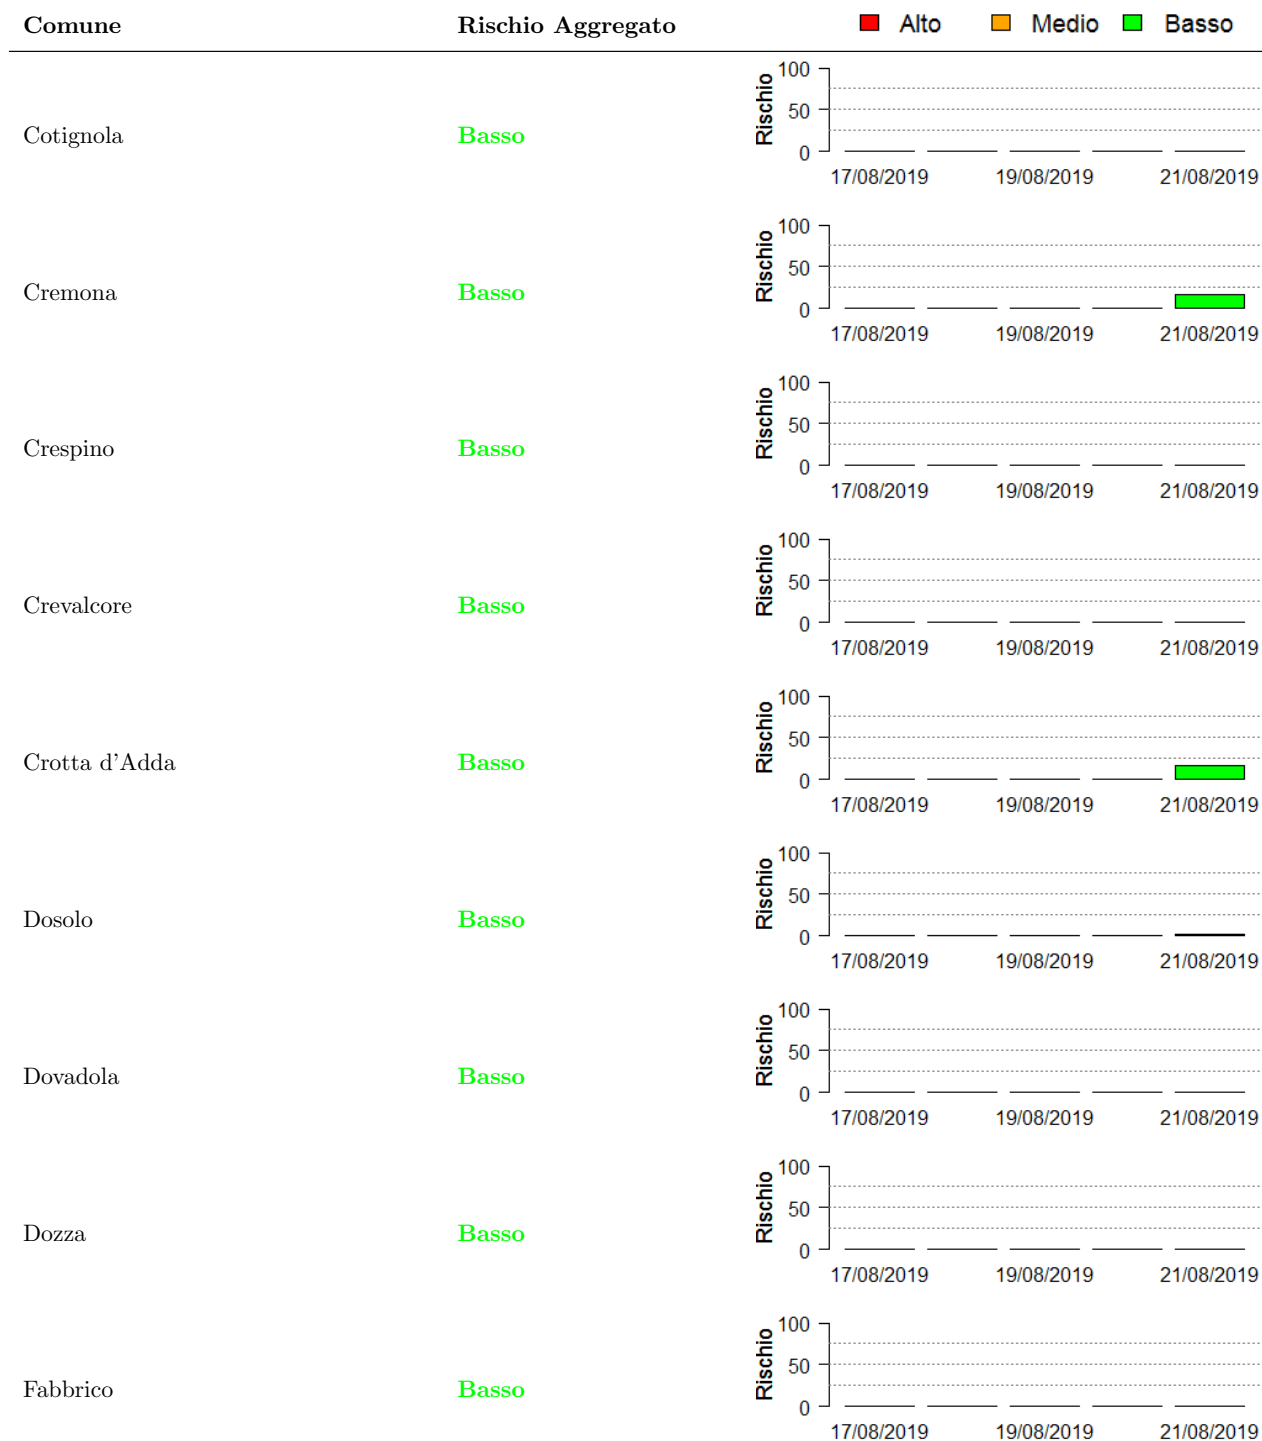 Comune Rischio Aggregato Alto Medio Basso
Cotignola Basso Rischio 100 50 0
17/08/2019 19/08/2019 21/08/2019
Cremona Basso Rischio 100 50 0
17/08/2019 19/08/2019 21/08/2019
Crespino Basso Rischio 100 50 0
17/08/2019 19/08/2019 21/08/2019
Crevalcore Basso Rischio 100 50 0
17/08/2019 19/08/2019 21/08/2019
Crotta d'Adda Basso Rischio 100 50 0
17/08/2019 19/08/2019 21/08/2019
Dosolo Basso Rischio 100 50 0
17/08/2019 19/08/2019 21/08/2019
Dovadola Basso Rischio 100 50 0
17/08/2019 19/08/2019 21/08/2019
Dozza Basso Rischio 100 50 0
17/08/2019 19/08/2019 21/08/2019
Fabbrico Basso Rischio 100 50 0
17/08/2019 19/08/2019 21/08/2019